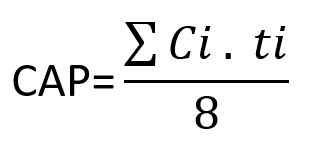 CAP= ∑ Ci . ti
8